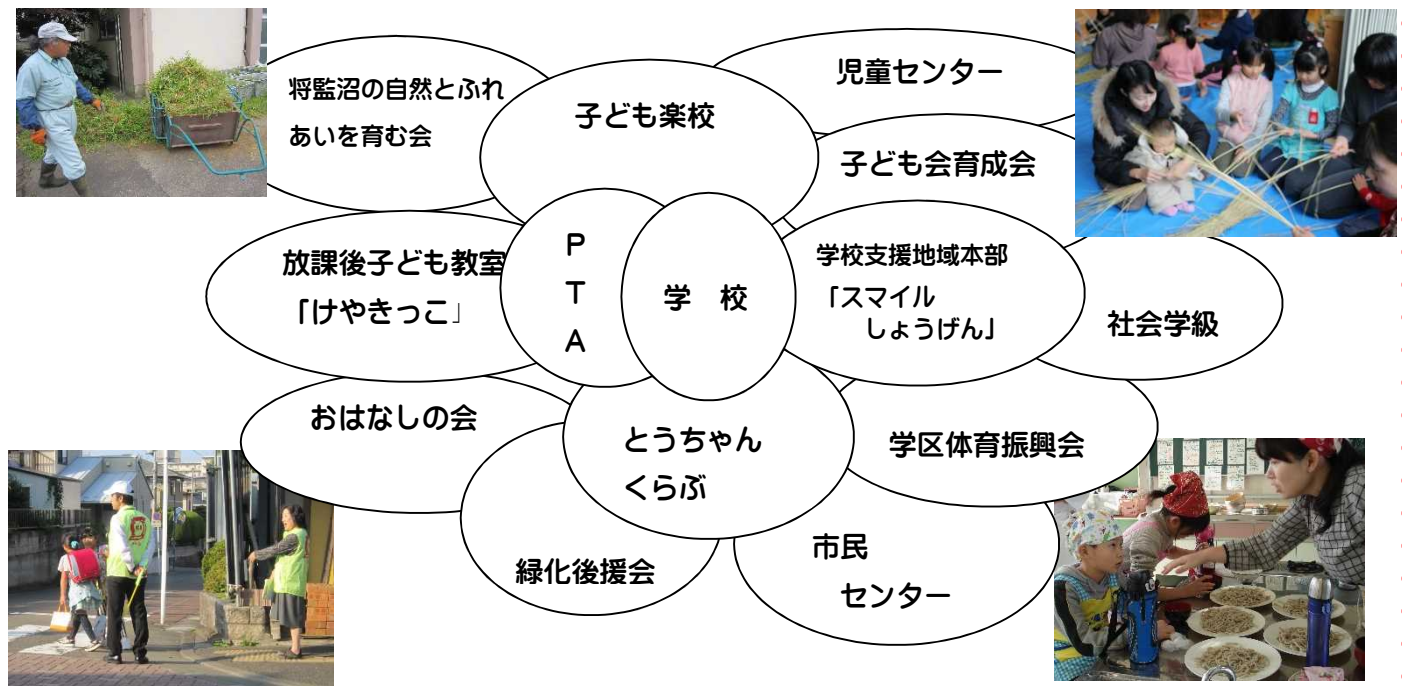 将監沼の自然とふれ
あいを育む会
子ども楽校
児童センター
子ども会育成会
放課後子ども教室
「けやきっこ」
P
T
A
学　校
学校支援地域本部
「スマイル
しょうげん」
社会学級
おはなしの会
とうちゃん
くらぶ
学区体育振興会
緑化後援会
市民
センター